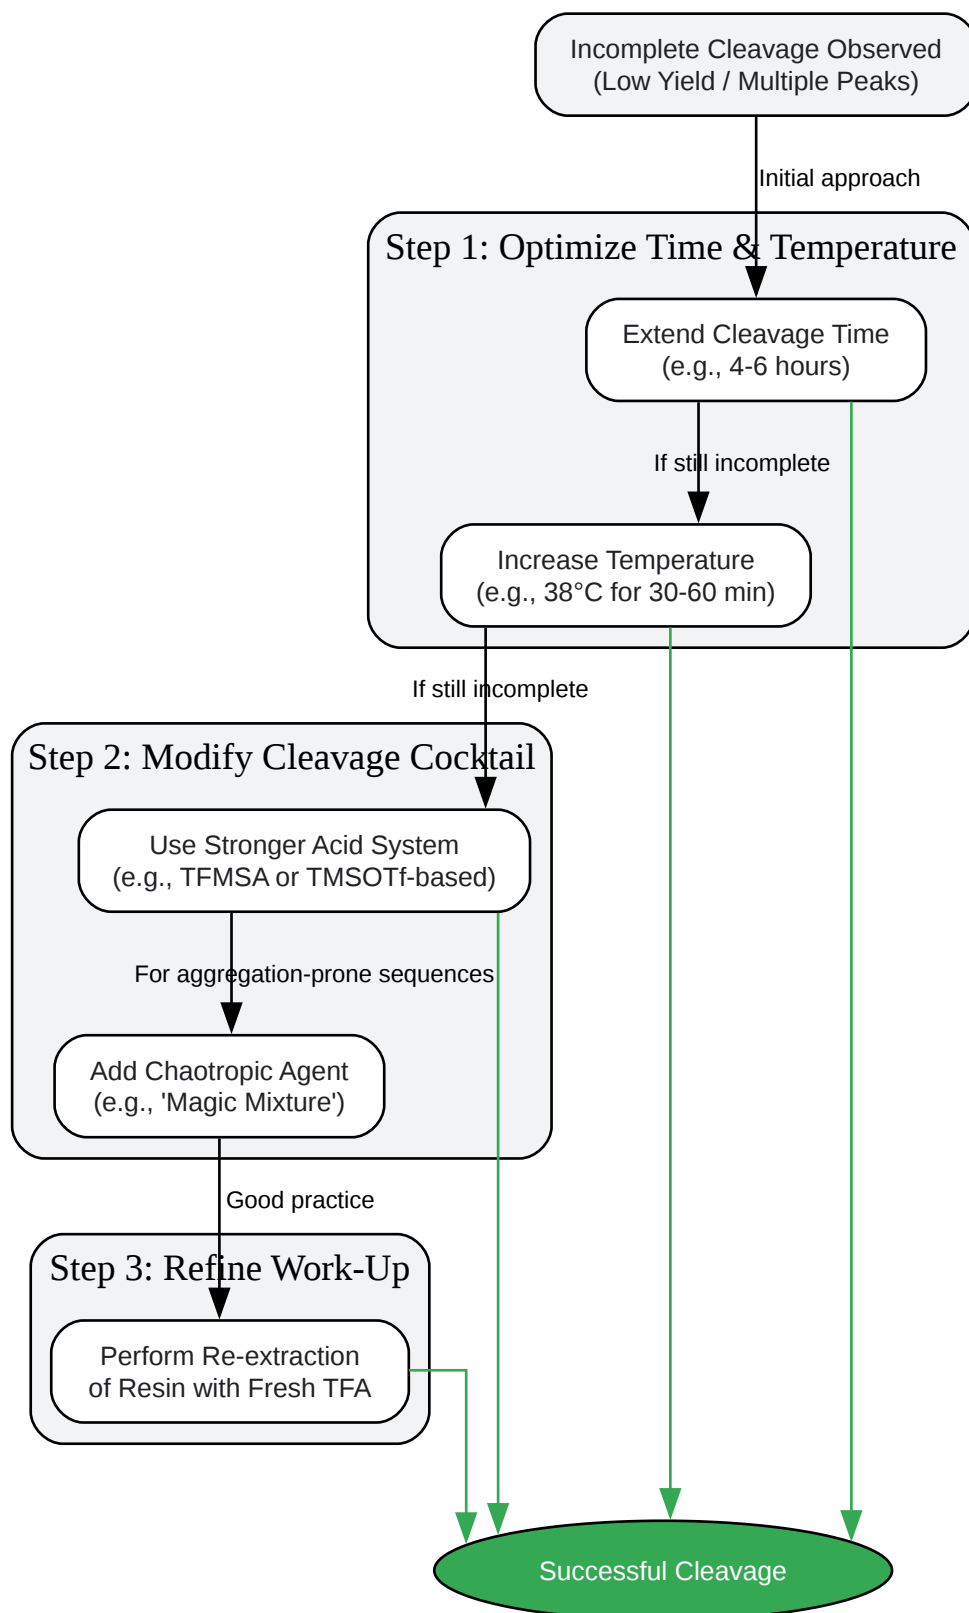 Incomplete Cleavage Observed
(Low Yield / Multiple Peaks)
Initial approach
Step 1: Optimize Time & Temperature
Extend Cleavage Time
(e.g., 4-6 hours)
If still incomplete
Increase Temperature
(e.g., 38°C for 30-60 min)
If still incomplete
Step 2: Modify Cleavage Cocktail
Use Stronger Acid System
(e.g., TFMSA or TMSOTf-based)
For aggregation-prone sequences
Add Chaotropic Agent
(e.g., 'Magic Mixture')
Good practice
Step 3: Refine Work-Up
Perform Re-extraction
of Resin with Fresh TFA
Successful Cleavage